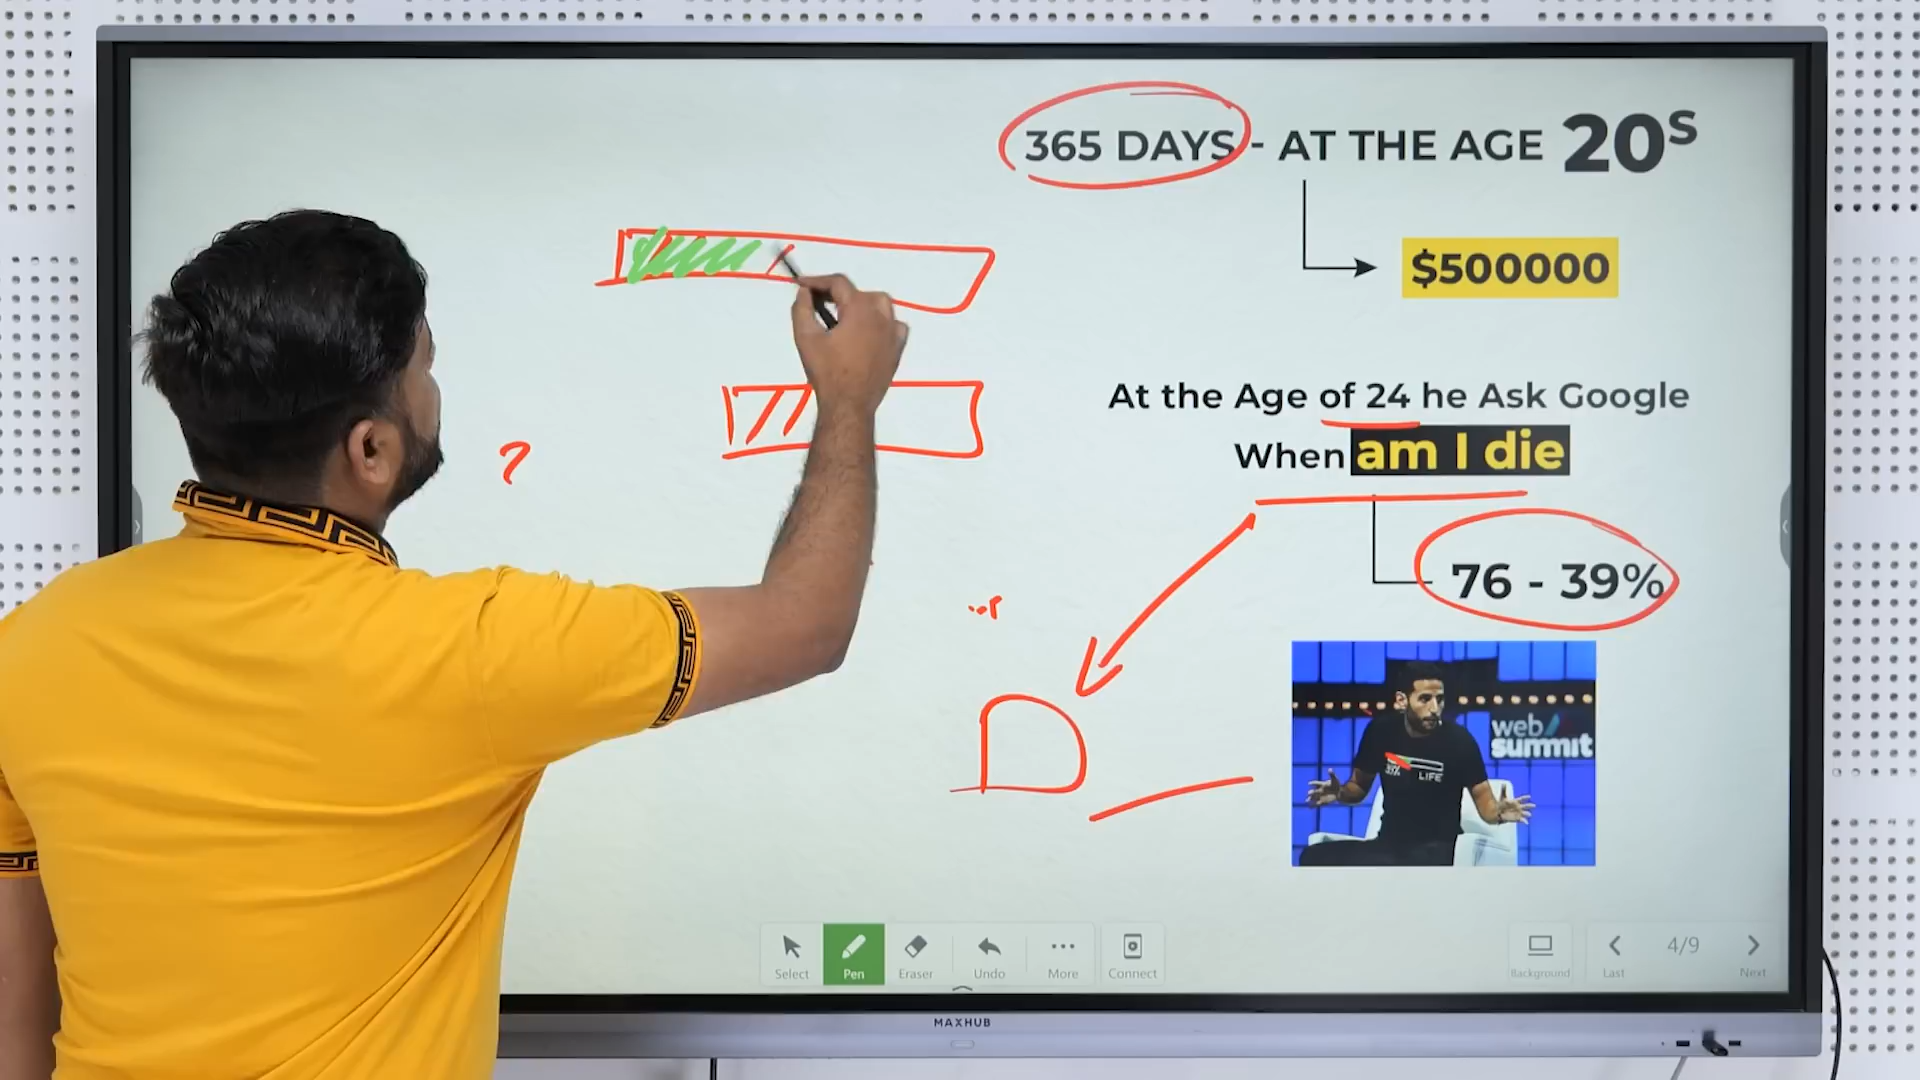 365 DAYS - AT THE AGE 20S
$500000
At the Age of 24 he Ask Google
When am I die
76 - 39%
?
D
web
summit
LIFE
Select
Pen
Eraser
Undo
More
Connect
Background
Last
4/9
Next
MAXHUB